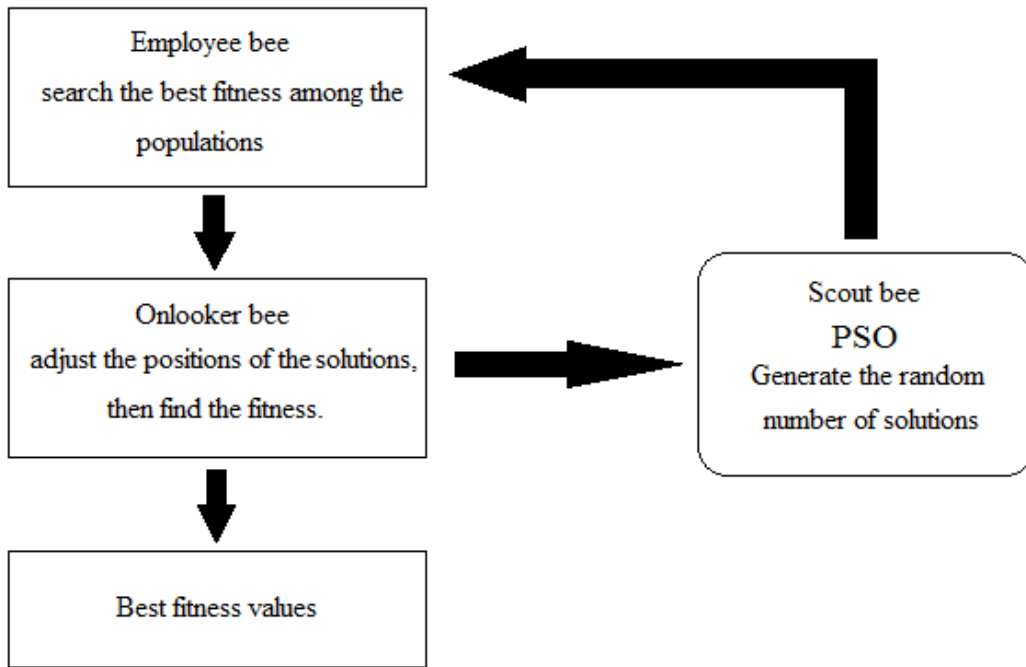 Employee bee
search the best fitness among the
populations
Onlooker bee
adjust the positions of the solutions,
then find the fitness.
Scout bee
PSO
Generate the random
number of solutions
Best fitness values